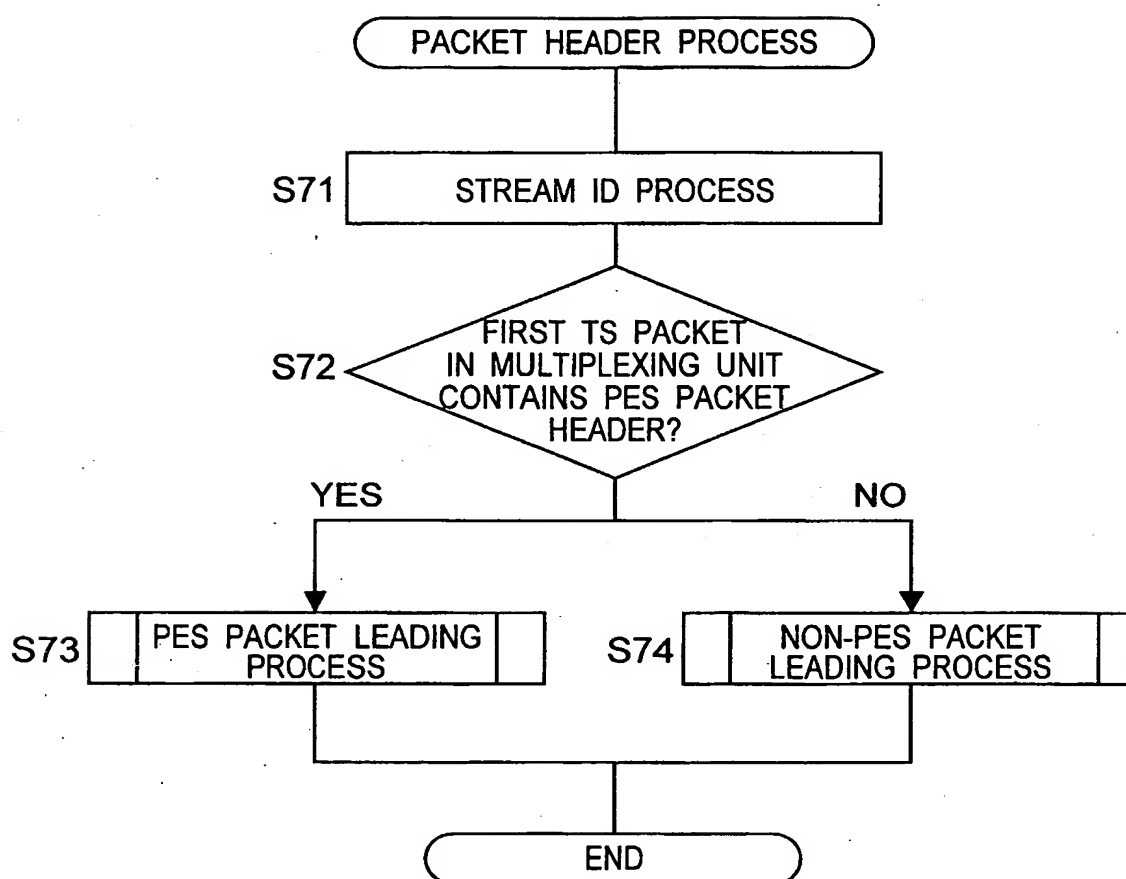 PACKET HEADER PROCESS
S71
STREAM ID PROCESS
S72
FIRST TS PACKET
IN MULTIPLEXING UNIT
CONTAINS PES PACKET
HEADER?
YES
NO
S73
PES PACKET LEADING
PROCESS
S74
NON-PES PACKET
LEADING PROCESS
END